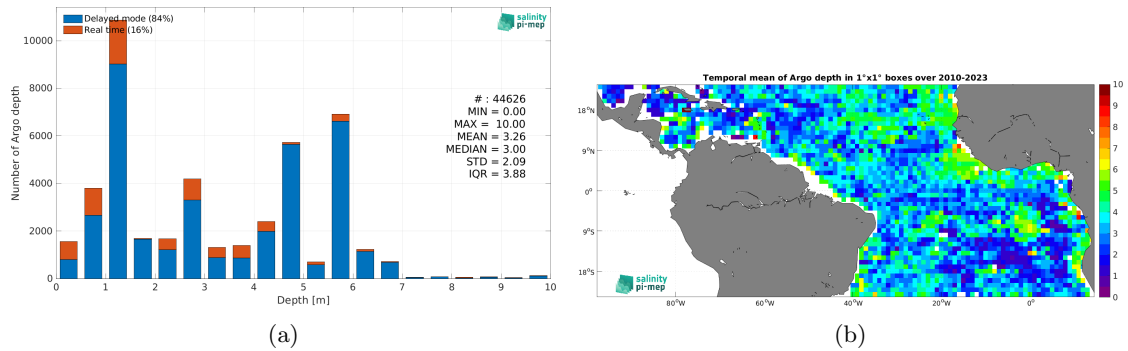 Delayed mode (84%)
Real time (16%)
salinity
pi-mep
10000
8000
6000
4000
2000
0
Number of Argo depth
# : 44626
MIN = 0.00
MAX = 10.00
MEAN = 3.26
MEDIAN = 3.00
STD = 2.09
IQR = 3.88
0 1 2 3 4 5 6 7 8 9 10
Depth [m]
(a)
Temporal mean of Argo depth in 1°x1° boxes over 2010-2023
18°N
9°N
0°
9°S
18°S
80°W 60°W 40°W 20°W 0°
salinity
pi-mep
10
9
8
7
6
5
4
3
2
1
0
(b)